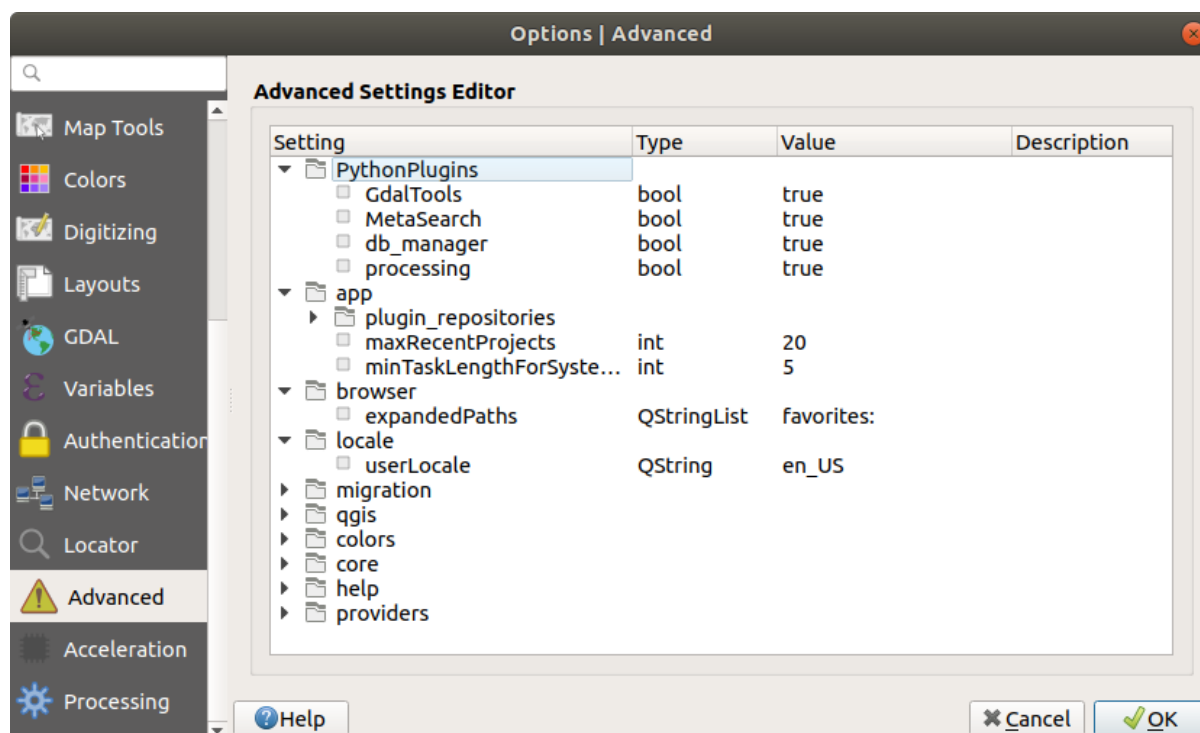 Options | Advanced
Map Tools
Colors
Digitizing
Layouts
GDAL
Variables
Authentication
Network
Locator
Advanced
Acceleration
Processing
Advanced Settings Editor
Setting Type Value Description
PythonPlugins
GdalTools bool true
MetaSearch bool true
db_manager bool true
processing bool true
app
plugin_repositories
maxRecentProjects int 20
minTaskLengthForSyste... int 5
browser
expandedPaths QStringList favorites:
locale
userLocale QString en_US
migration
qgis
colors
core
help
providers
Help Cancel OK